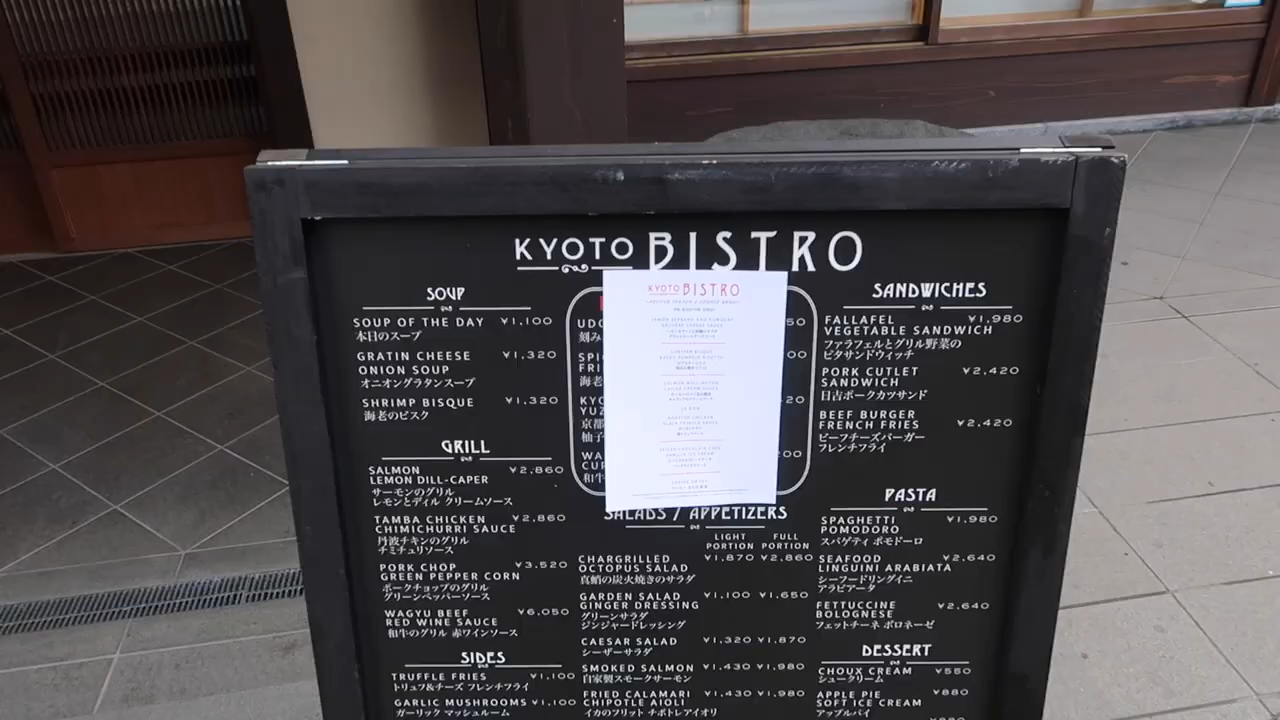 KYOTO BISTRO
SOUP
SOUP OF THE DAY ¥1,100
本日のスープ
GRATIN CHEESE ¥1,320
ONION SOUP
オニオングラタンスープ
SHRIMP BISQUE ¥1,320
海老のビスク
GRILL
SALMON ¥2,860
LEMON DILL-CAPER
サーモンのグリル
レモンとディル クリームソース
TAMBA CHICKEN ¥2,860
CHIMICHURRI SAUCE
丹波チキンのグリル
チミチュリソース
PORK CHOP ¥3,520
GREEN PEPPER CORN
ポークチョップのグリル
グリーンペッパーソース
WAGYU BEEF ¥6,050
RED WINE SAUCE
和牛のグリル 赤ワインソース
SIDES
TRUFFLE FRIES ¥1,100
トリュフ&チーズ フレンチフライ
GARLIC MUSHROOMS ¥1,100
ガーリック マッシュルーム
KYOTO BISTRO
SALADS / APPETIZERS
LIGHT PORTION FULL PORTION
CHARGRILLED ¥1,870 ¥2,860
OCTOPUS SALAD
真蛸の炭火焼きのサラダ
GARDEN SALAD ¥1,100 ¥1,650
GINGER DRESSING
グリーンサラダ
ジンジャードレッシング
CAESAR SALAD ¥1,320 ¥1,870
シーザーサラダ
SMOKED SALMON ¥1,430 ¥1,980
自家製スモークサーモン
FRIED CALAMARI ¥1,430 ¥1,980
CHIPOTLE AIOLI
イカのフリット チポトレアイオリ
SANDWICHES
FALLAFEL ¥1,980
VEGETABLE SANDWICH
ファラフェルとグリル野菜の
ピタサンドウィッチ
PORK CUTLET ¥2,420
SANDWICH
日吉ポークカツサンド
BEEF BURGER ¥2,420
FRENCH FRIES
ビーフチーズバーガー
フレンチフライ
PASTA
SPAGHETTI ¥1,980
POMODORO
スパゲティ ポモドーロ
SEAFOOD ¥2,640
LINGUINI ARABIATA
シーフードリングイニ
アラビアータ
FETTUCCINE ¥2,640
BOLOGNESE
フェットチーネ ボロネーゼ
DESSERT
CHOUX CREAM ¥550
シュークリーム
APPLE PIE ¥880
SOFT ICE CREAM
アップルパイ